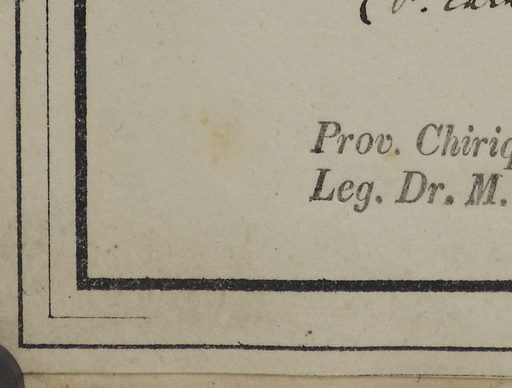 Prov. Chiriq
Leg. Dr. M.